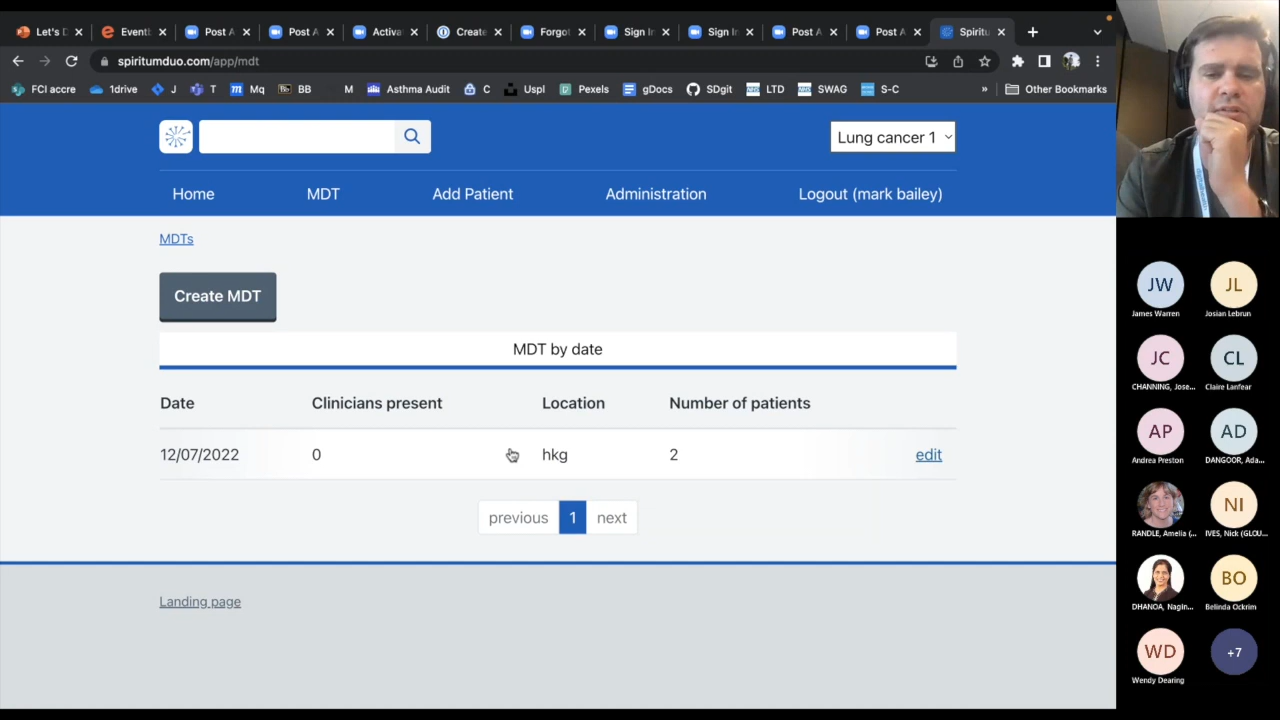 Let's D
Eventb
Post A
Post A
Activa
Create
Forgot
Sign In
Sign In
Post A
Post A
Spiritu
spiritumduo.com/app/mdt
FCI accre
1drive
J
T
Mq
BB
M
Asthma Audit
C
Uspl
Pexels
gDocs
SDgit
LTD
SWAG
S-C
»
Other Bookmarks
Lung cancer 1
Home
MDT
Add Patient
Administration
Logout (mark bailey)
MDTs
Create MDT
MDT by date
Date
Clinicians present
Location
Number of patients
12/07/2022
0
hkg
2
edit
previous
1
next
Landing page
JW
JL
James Warren
Josian Lebrun
JC
CL
CHANNING, Jose...
Claire Lanfear
AP
AD
Andrea Preston
DANGOOR, Ada...
NI
RANDLE, Amelia (...
IVES, Nick (GLOU...
BO
DHANOA, Nagin...
Belinda Ockrim
WD
+7
Wendy Dearing